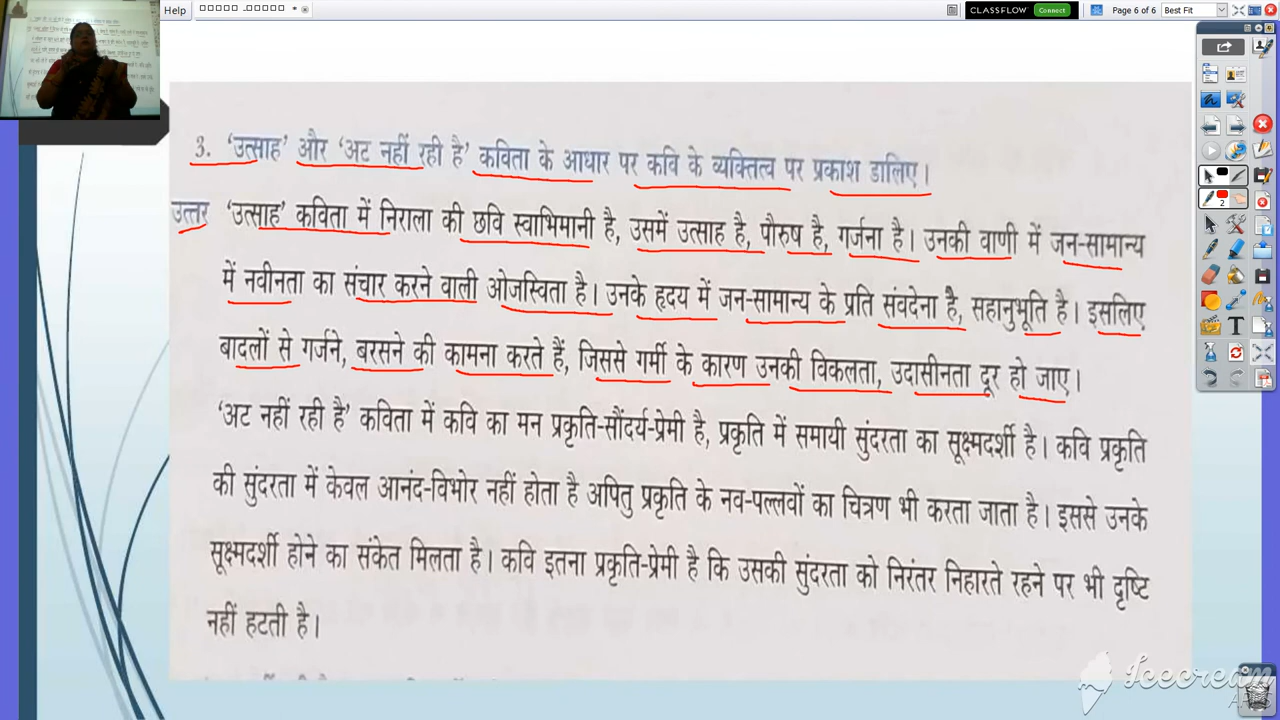 Help
CLASSFLOW Connect
Page 6 of 6
Best Fit
3. 'उत्साह' और 'अट नहीं रही है' कविता के आधार पर कवि के व्यक्तित्व पर प्रकाश डालिए।
उत्तर 'उत्साह' कविता में निराला की छवि स्वाभिमानी है, उसमें उत्साह है, पौरुष है, गर्जना है। उनकी वाणी में जन-सामान्य
में नवीनता का संचार करने वाली ओजस्विता है। उनके हृदय में जन-सामान्य के प्रति संवदेना है, सहानुभूति है। इसलिए
बादलों से गर्जने, बरसने की कामना करते हैं, जिससे गर्मी के कारण उनकी विकलता, उदासीनता दूर हो जाए।
'अट नहीं रही है' कविता में कवि का मन प्रकृति-सौंदर्य-प्रेमी है, प्रकृति में समायी सुंदरता का सूक्ष्मदर्शी है। कवि प्रकृति
की सुंदरता में केवल आनंद-विभोर नहीं होता है अपितु प्रकृति के नव-पल्लवों का चित्रण भी करता जाता है। इससे उनके
सूक्ष्मदर्शी होने का संकेत मिलता है। कवि इतना प्रकृति-प्रेमी है कि उसकी सुंदरता को निरंतर निहारते रहने पर भी दृष्टि
नहीं हटती है।
Icecream
APPS